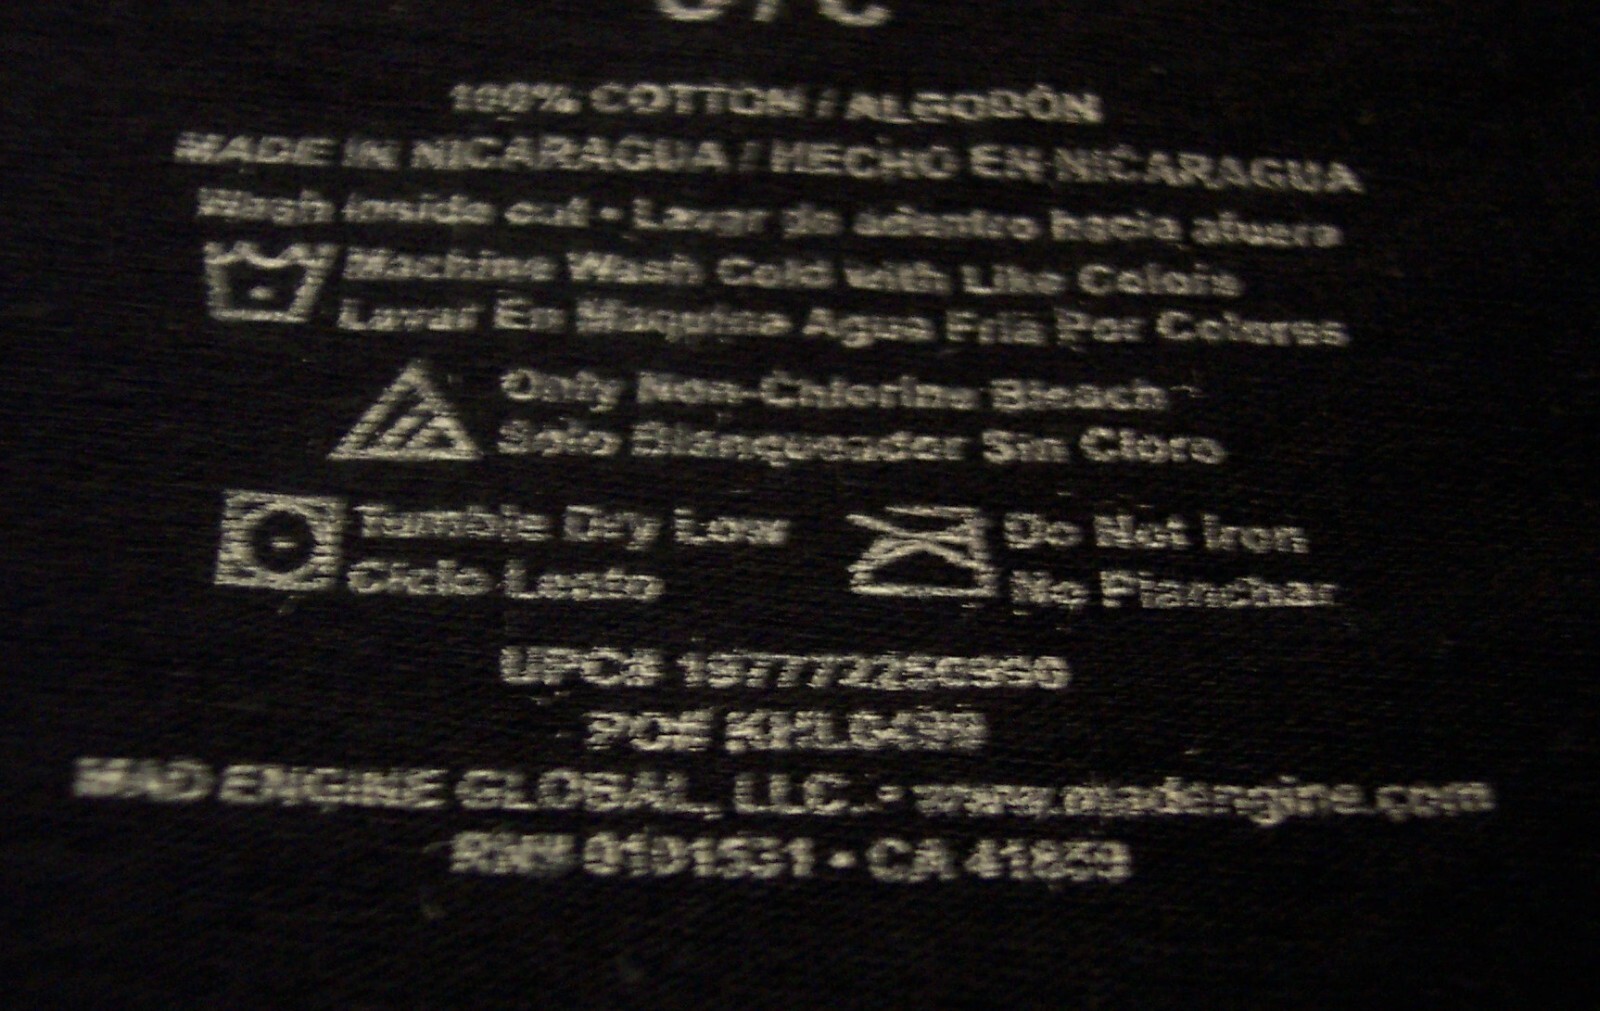 100% COTTON / ALGODÓN
MADE IN NICARAGUA / HECHO EN NICARAGUA
Wash inside out • Lavar de adentro hacia afuera
Machine Wash Cold with Like Colors
Lavar En Maquina Agua Fria Por Colores
Only Non-Chlorine Bleach
Solo Blanqueador Sin Cloro
Tumble Dry Low
Ciclo Lento
Do Not Iron
No Planchar
UPC#
PO#
MAD ENGINE GLOBAL, LLC. • www.madengine.com
RN# 0101531 • CA 41859